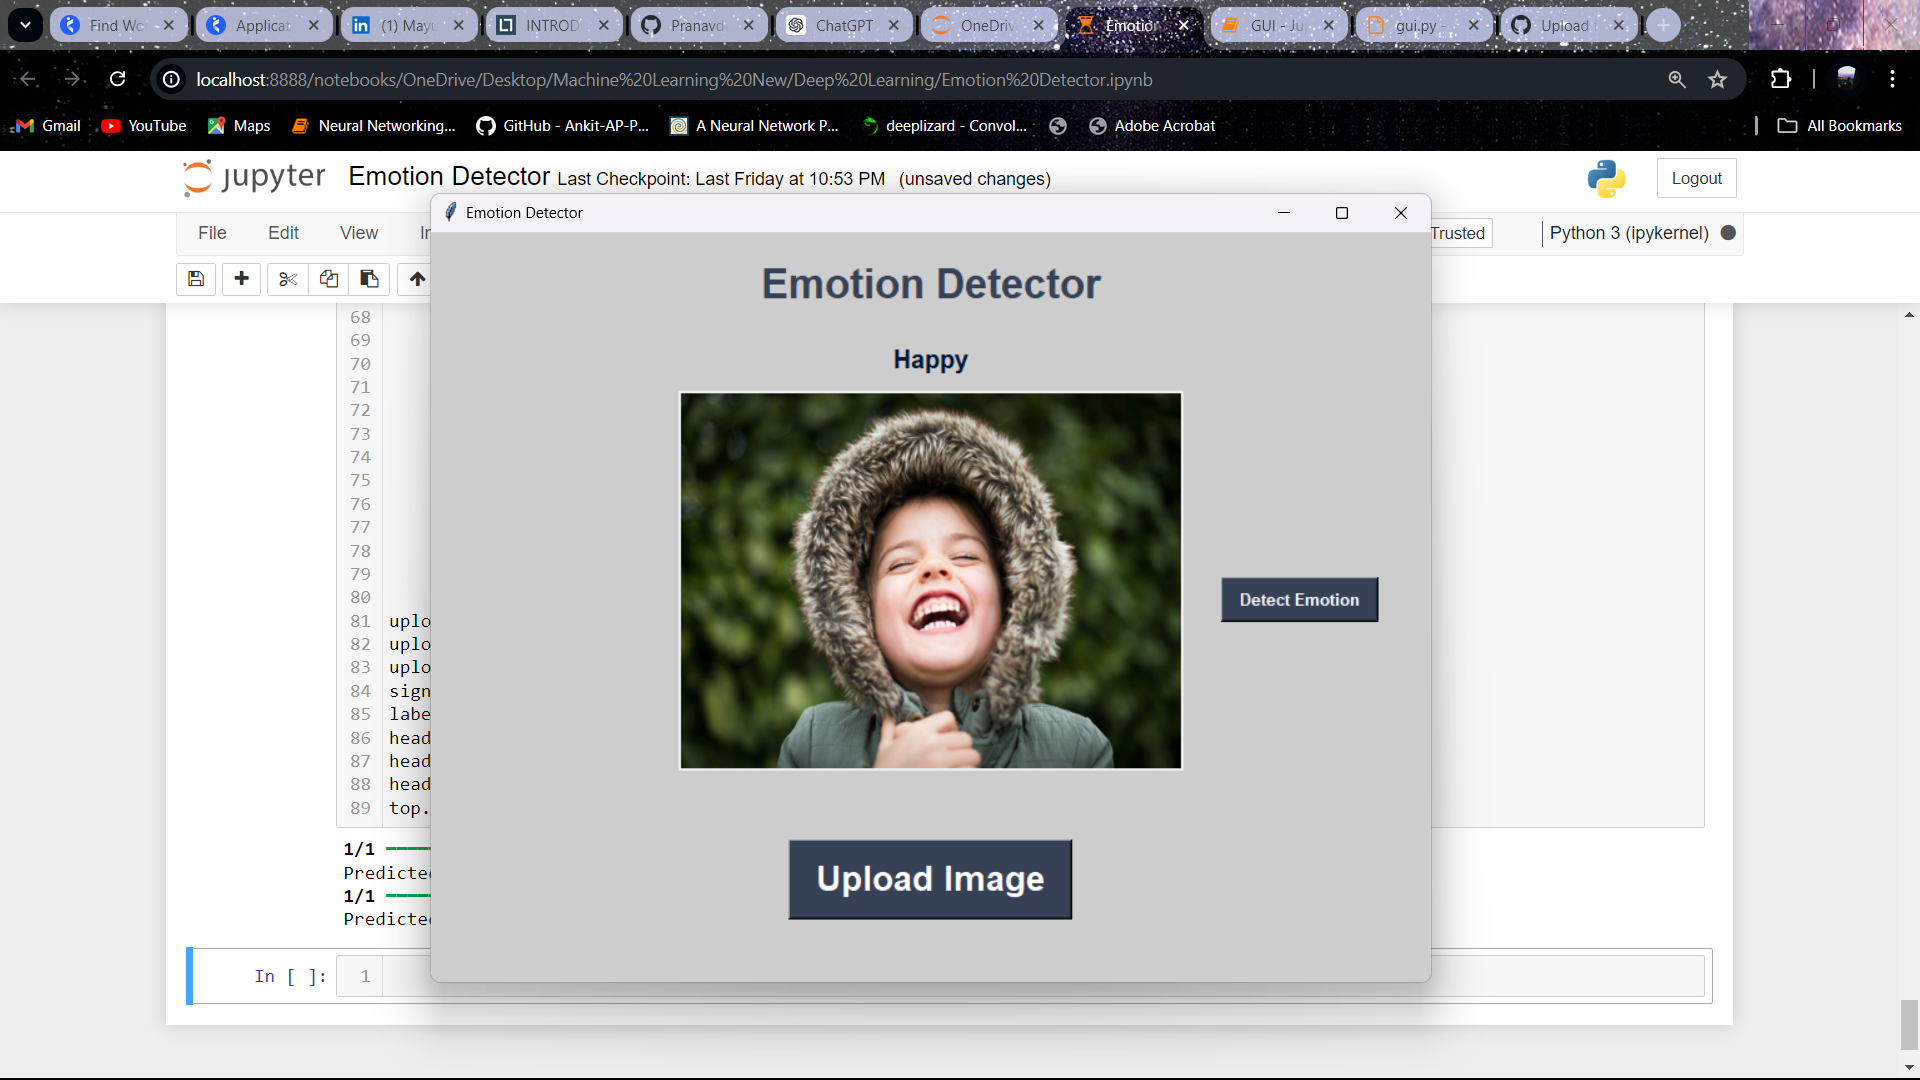 Find Wo
Applicat
(1) Mayu
INTROD
Pranavd
ChatGPT
OneDriv
Emotio
GUI - Ju
gui.py -
Upload
localhost:8888/notebooks/OneDrive/Desktop/Machine%20Learning%20New/Deep%20Learning/Emotion%20Detector.ipynb
Gmail
YouTube
Maps
Neural Networking...
GitHub - Ankit-AP-P...
A Neural Network P...
deeplizard - Convol...
Adobe Acrobat
All Bookmarks
jupyter
Emotion Detector Last Checkpoint: Last Friday at 10:53 PM (unsaved changes)
Logout
File
Edit
View
In
Trusted
Python 3 (ipykernel)
Emotion Detector
Emotion Detector
Happy
Detect Emotion
Upload Image
68
69
70
71
72
73
74
75
76
77
78
79
80
81 uplo
82 uplo
83 uplo
84 sign
85 labe
86 head
87 head
88 head
89 top.
1/1
Predicted
1/1
Predicted
In [ ]: 1